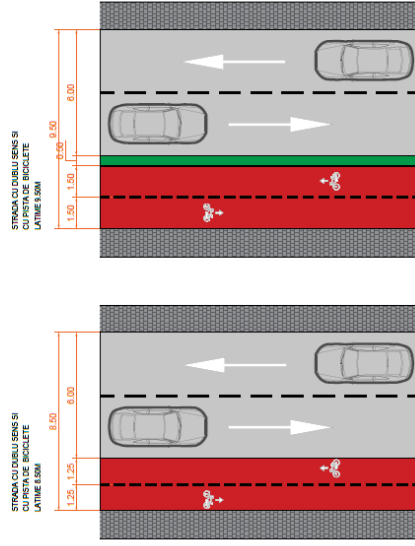 STRADA CU DUBLU SENS SI
CU PISTA DE BICICLETE
LATIME 9.50M
9.50
6.00
0.50
1.50
1.50
STRADA CU DUBLU SENS SI
CU PISTA DE BICICLETE
LATIME 8.50M
8.50
6.00
1.25
1.25